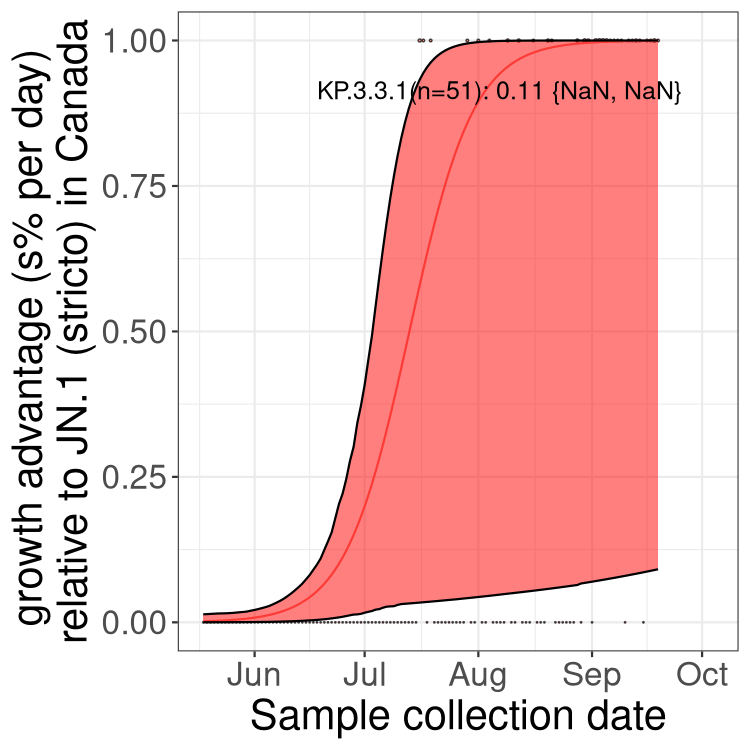 growth advantage (s% per day)
relative to JN.1 (stricto) in Canada
1.00
0.75
0.50
0.25
0.00
KP.3.3.1(n=51): 0.11 {NaN, NaN}
Jun Jul Aug Sep Oct
Sample collection date